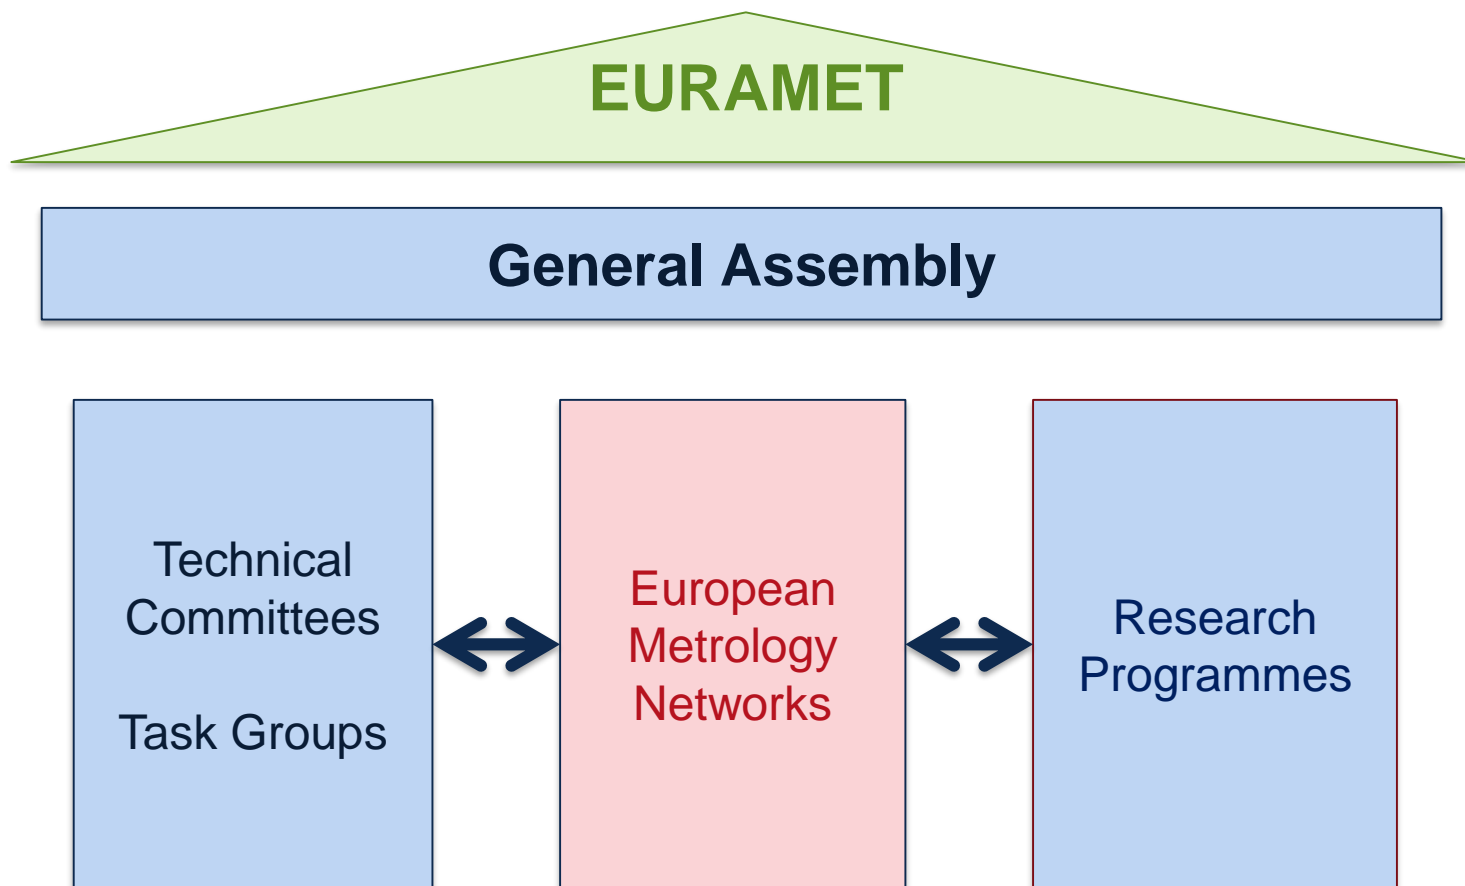 EURAMET
General Assembly
Technical
Committees
Task Groups
European
Metrology
Networks
Research
Programmes